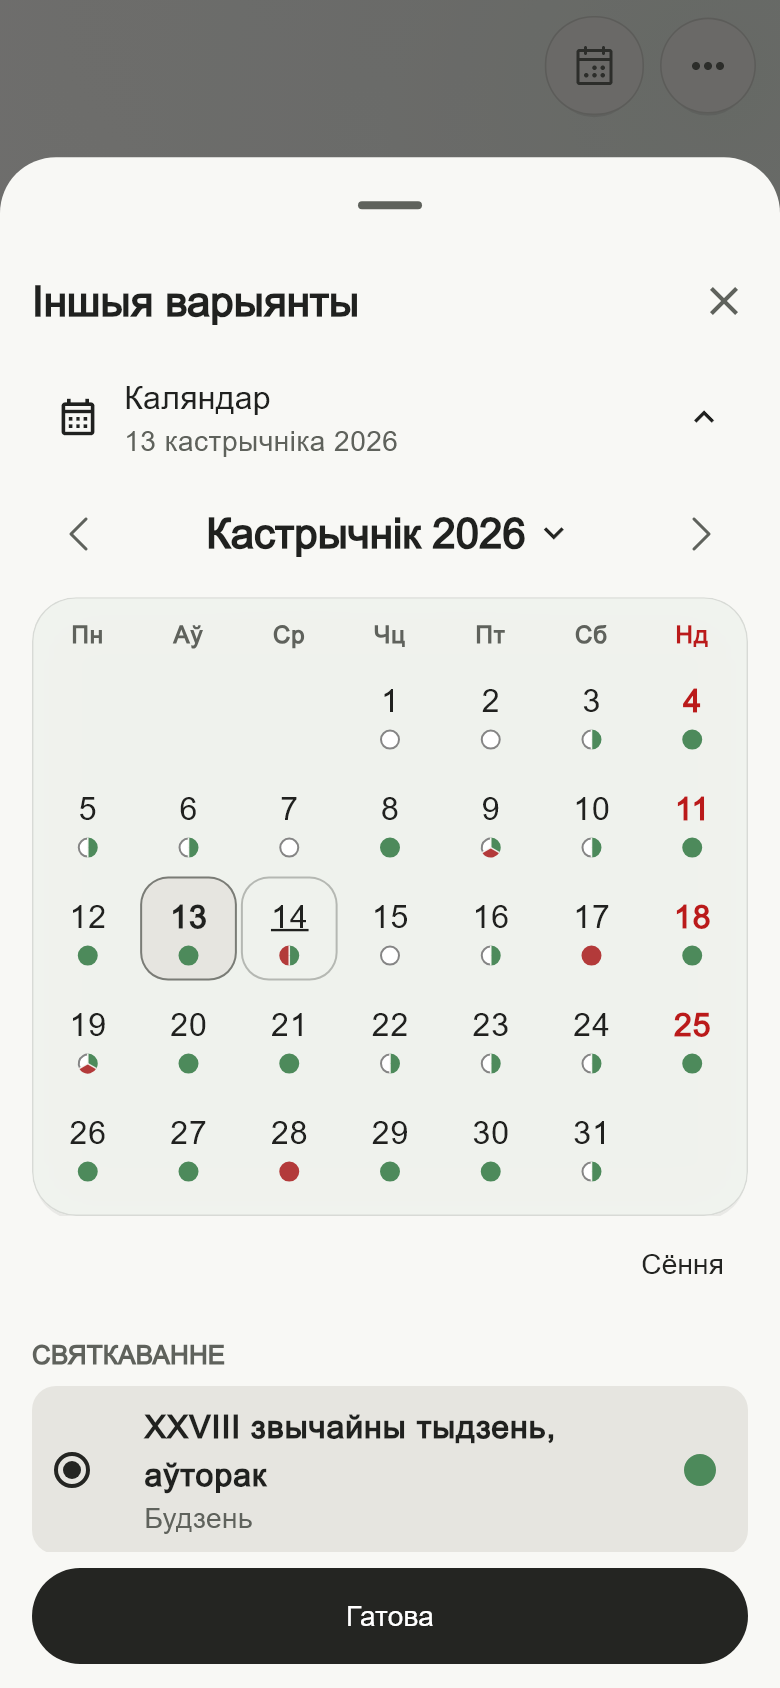 Іншыя варыянты
Каляндар
13 кастрычніка 2026
Кастрычнік 2026
Пн Аў Ср Чц Пт Сб Нд
1 2 3 4
5 6 7 8 9 10 11
12 13 14 15 16 17 18
19 20 21 22 23 24 25
26 27 28 29 30 31
Сёння
СВЯТКАВАННЕ
XXVIII звычайны тыдзень,
аўторак
Будзень
Гатова